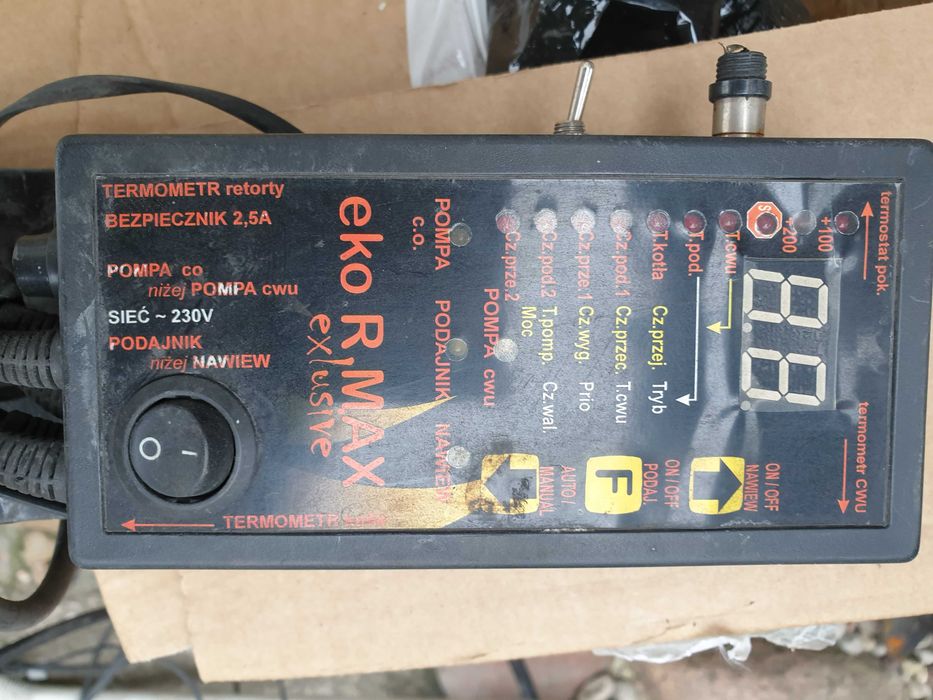 TERMOMETR retorty
BEZPIECZNIK 2,5A
POMPA co
niżej POMPA cwu
SIEĆ ~ 230V
PODAJNIK
niżej NAWIEW
TERMOMETR
eko R.MAX
exlusive
POMPA
c.o.
PODAJNIK
NAWIEW
POMPA cwu
termostat pok.
termometr CWU
+100
+200
S
T.cwu
T.pod.
T.kotła
Cz.przej.
Tryb
Cz.pod.1
Cz.przec.
T.cwu
Cz.prze.1
Cz.wyg.
Prio
Cz.pod.2
T.pomp.
Cz.wal.
Cz.prze.2
Moc
ON / OFF
NAWIEW
ON / OFF
PODAJ
F
AUTO /
MANUAL
O
I